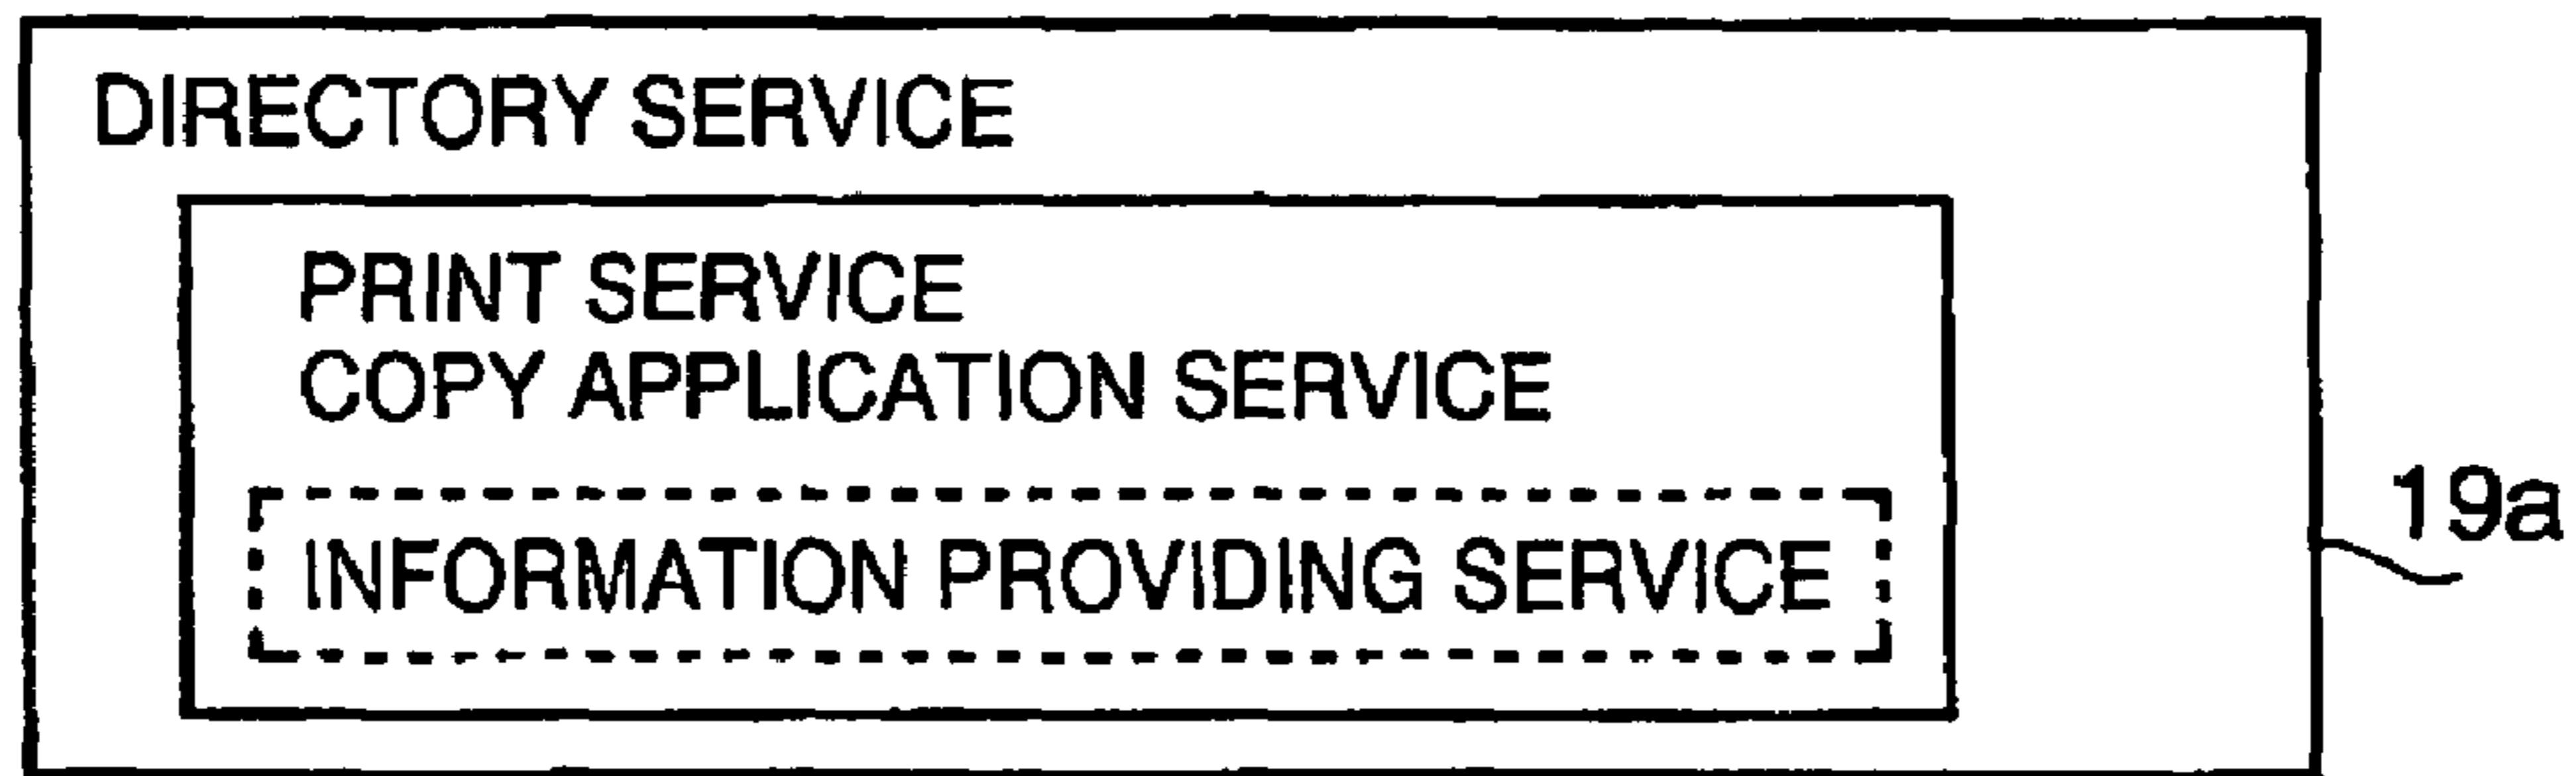 DIRECTORY SERVICE
PRINT SERVICE
COPY APPLICATION SERVICE
INFORMATION PROVIDING SERVICE
19a